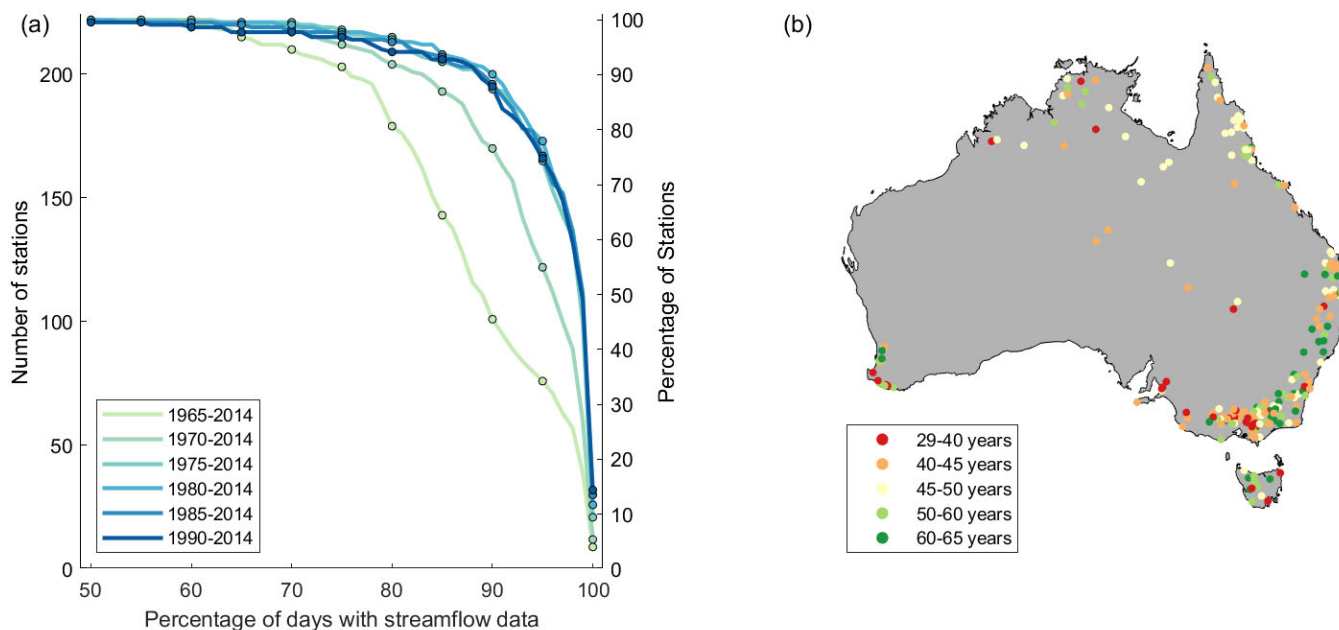 (a)
Number of stations
200
150
100
50
0
100
90
80
70
60
50
40
30
20
10
0
Percentage of Stations
1965-2014
1970-2014
1975-2014
1980-2014
1985-2014
1990-2014
50 60 70 80 90 100
Percentage of days with streamflow data
(b)
29-40 years
40-45 years
45-50 years
50-60 years
60-65 years